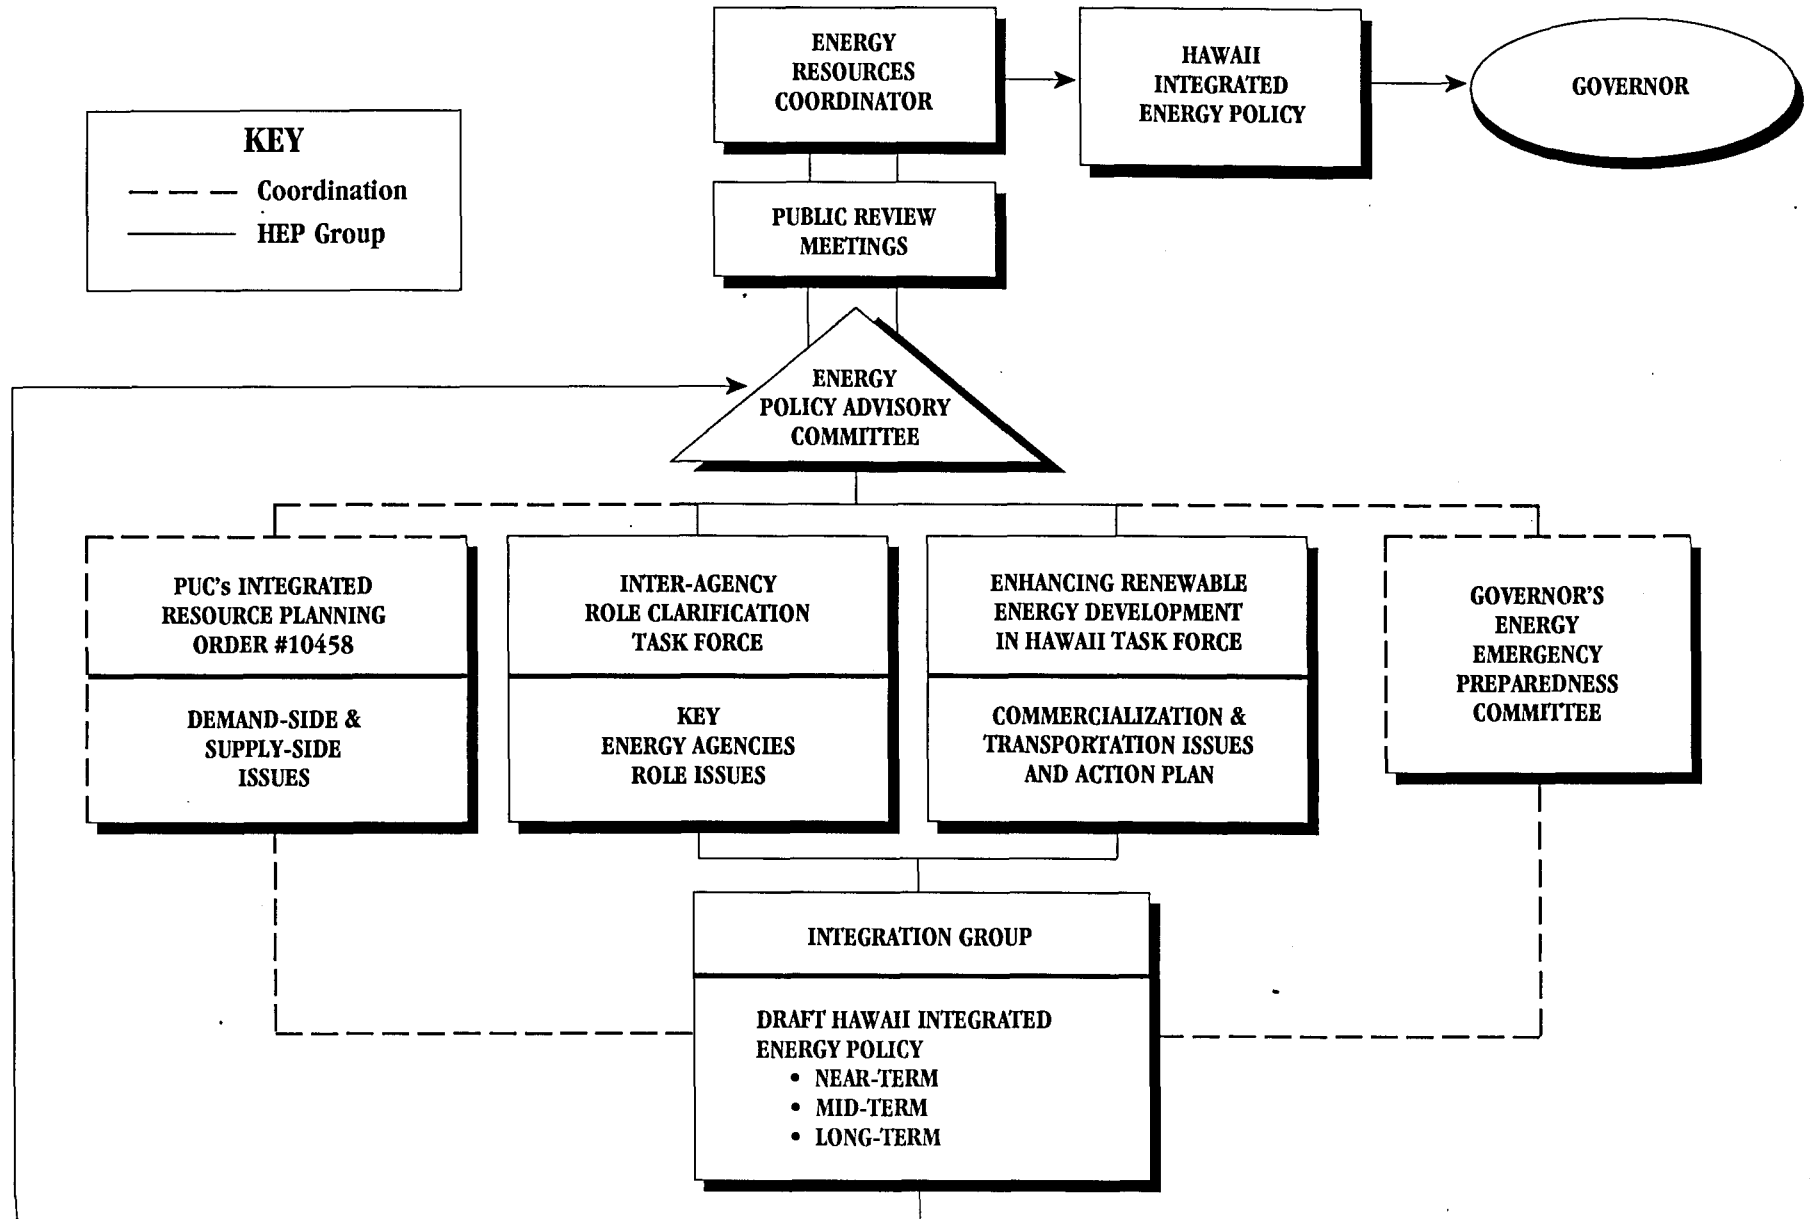 ENERGY
RESOURCES
COORDINATOR
HAWAII
INTEGRATED
ENERGY POLICY
GOVERNOR
KEY
Coordination
HEP Group
PUBLIC REVIEW
MEETINGS
ENERGY
POLICY ADVISORY
COMMITTEE
PUC's INTEGRATED
RESOURCE PLANNING
ORDER #10458
DEMAND-SIDE &
SUPPLY-SIDE
ISSUES
INTER-AGENCY
ROLE CLARIFICATION
TASK FORCE
KEY
ENERGY AGENCIES
ROLE ISSUES
ENHANCING RENEWABLE
ENERGY DEVELOPMENT
IN HAWAII TASK FORCE
COMMERCIALIZATION &
TRANSPORTATION ISSUES
AND ACTION PLAN
GOVERNOR'S
ENERGY
EMERGENCY
PREPAREDNESS
COMMITTEE
INTEGRATION GROUP
DRAFT HAWAII INTEGRATED
ENERGY POLICY
• NEAR-TERM
• MID-TERM
• LONG-TERM